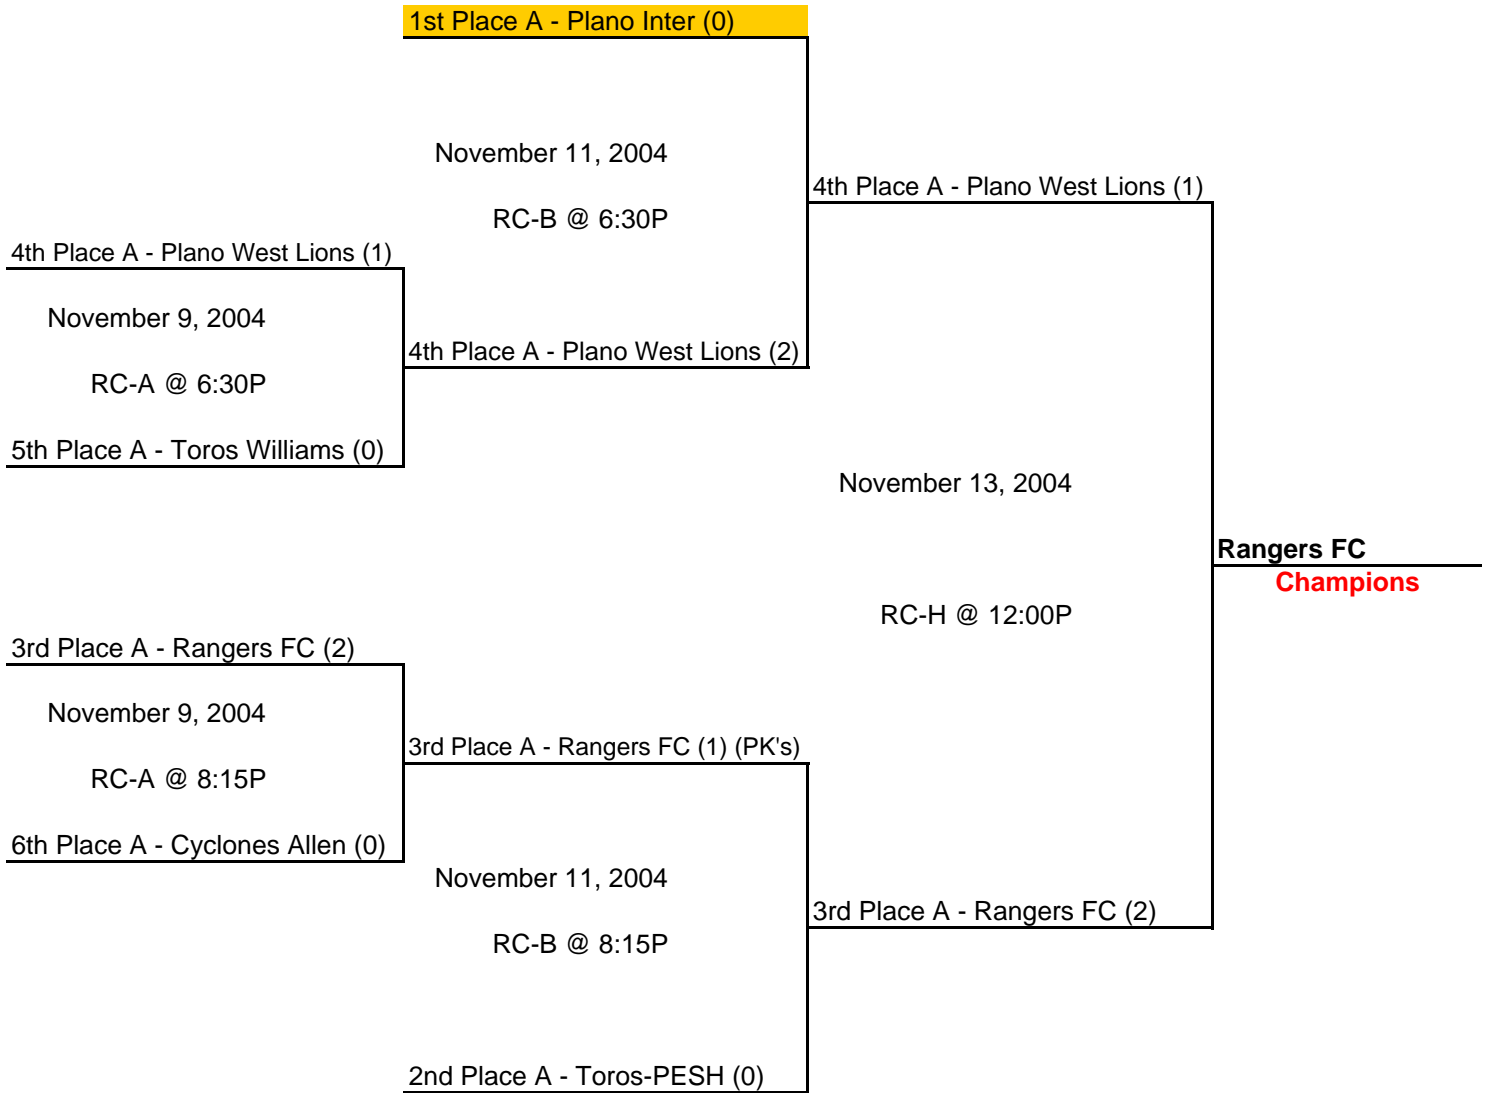 1st Place A - Plano Inter (0)
November 11, 2004
4th Place A - Plano West Lions (1)
RC-B @ 6:30P
4th Place A - Plano West Lions (1)
November 9, 2004
4th Place A - Plano West Lions (2)
RC-A @ 6:30P
5th Place A - Toros Williams (0)
November 13, 2004
Rangers FC
Champions
RC-H @ 12:00P
3rd Place A - Rangers FC (2)
November 9, 2004
3rd Place A - Rangers FC (1) (PK's)
RC-A @ 8:15P
6th Place A - Cyclones Allen (0)
November 11, 2004
3rd Place A - Rangers FC (2)
RC-B @ 8:15P
2nd Place A - Toros-PESH (0)